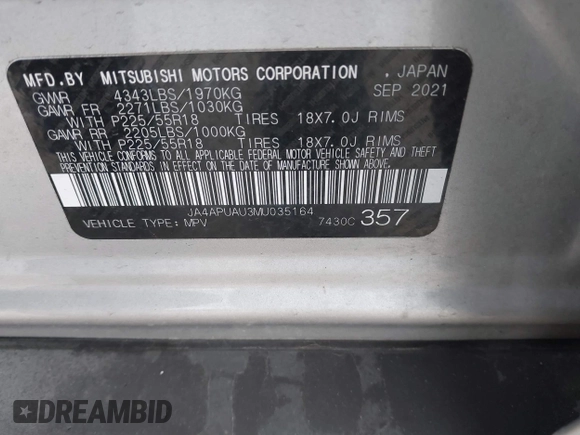 MFD.BY MITSUBISHI MOTORS CORPORATION , JAPAN
GVWR 4343LBS/1970KG SEP 2021
GAWR FR 2271LBS/1030KG
WITH P225/55R18 TIRES 18X7.0J RIMS
GAWR RR 2205LBS/1000KG
WITH P225/55R18 TIRES 18X7.0J RIMS
THIS VEHICLE CONFORMS TO ALL APPLICABLE FEDERAL MOTOR VEHICLE SAFETY AND THEFT
PREVENTION STANDARDS IN EFFECT ON THE DATE OF MANUFACTURE SHOWN ABOVE.
JA4APUAU3MU035164
VEHICLE TYPE: MPV 7430C 357
DREAMBID